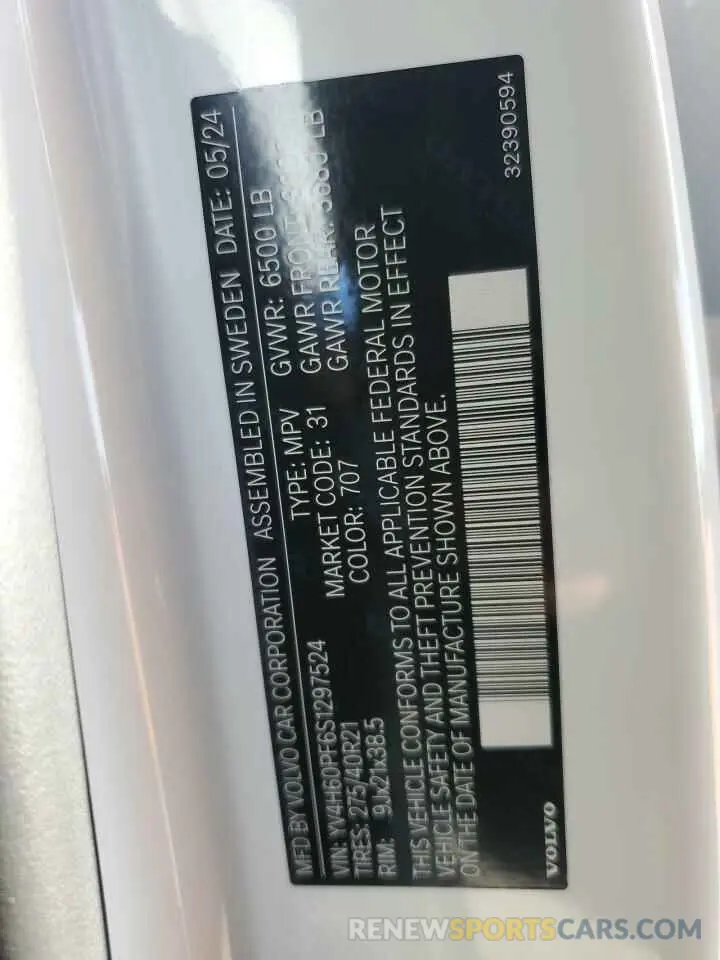 MFD BY VOLVO CAR CORPORATION ASSEMBLED IN SWEDEN DATE: 05/24
VIN: YV4H60PF6S1297524 TYPE: MPV GVWR: 6500 LB
TIRES: 275/40R21 MARKET CODE: 31 GAWR FRONT:
RIM: 9Jx21x38.5 COLOR: 707 GAWR REAR: LB
THIS VEHICLE CONFORMS TO ALL APPLICABLE FEDERAL MOTOR
VEHICLE SAFETY AND THEFT PREVENTION STANDARDS IN EFFECT
ON THE DATE OF MANUFACTURE SHOWN ABOVE.
VOLVO
32390594
RENEWSPORTSCARS.COM